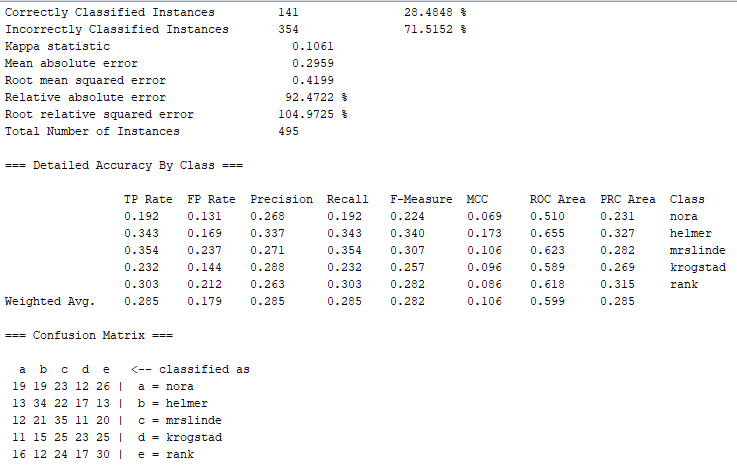 Correctly Classified Instances 141 28.4848 %
Incorrectly Classified Instances 354 71.5152 %
Kappa statistic 0.1061
Mean absolute error 0.2959
Root mean squared error 0.4199
Relative absolute error 92.4722 %
Root relative squared error 104.9725 %
Total Number of Instances 495
=== Detailed Accuracy By Class ===
TP Rate FP Rate Precision Recall F-Measure MCC ROC Area PRC Area Class
0.192 0.131 0.268 0.192 0.224 0.069 0.510 0.231 nora
0.343 0.169 0.337 0.343 0.340 0.173 0.655 0.327 helmer
0.354 0.237 0.271 0.354 0.307 0.106 0.623 0.282 mrslinde
0.232 0.144 0.288 0.232 0.257 0.096 0.589 0.269 krogstad
0.303 0.212 0.263 0.303 0.282 0.086 0.618 0.315 rank
Weighted Avg. 0.285 0.179 0.285 0.285 0.282 0.106 0.599 0.285
=== Confusion Matrix ===
a b c d e <-- classified as
19 19 23 12 26 | a = nora
13 34 22 17 13 | b = helmer
12 21 35 11 20 | c = mrslinde
11 15 25 23 25 | d = krogstad
16 12 24 17 30 | e = rank